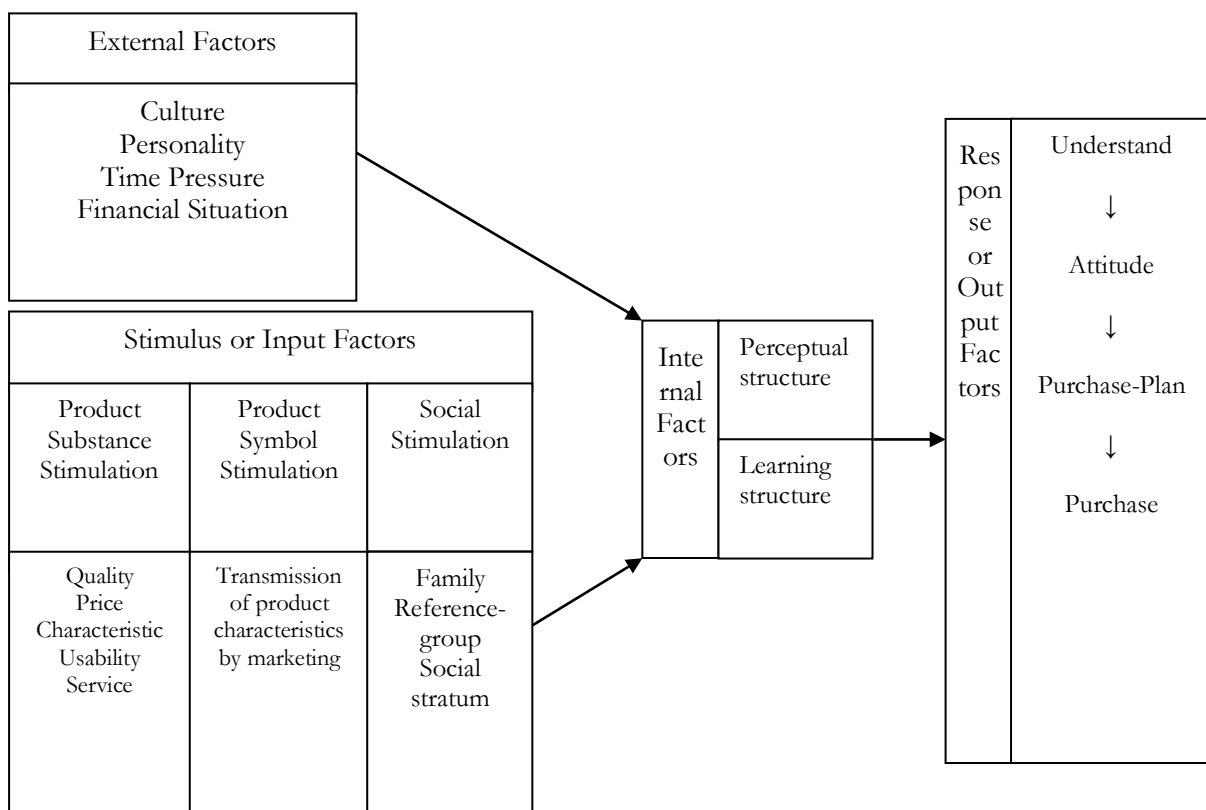 External Factors
Culture
Personality
Time Pressure
Financial Situation
Stimulus or Input Factors
Product
Substance
Stimulation
Product
Symbol
Stimulation
Social
Stimulation
Quality
Price
Characteristic
Usability
Service
Transmission
of product
characteristics
by marketing
Family
Reference-
group
Social
stratum
Inte
rnal
Fact
ors
Perceptual
structure
Learning
structure
Res
pon
se
or
Out
put
Fac
tors
Understand
↓
Attitude
↓
Purchase-Plan
↓
Purchase